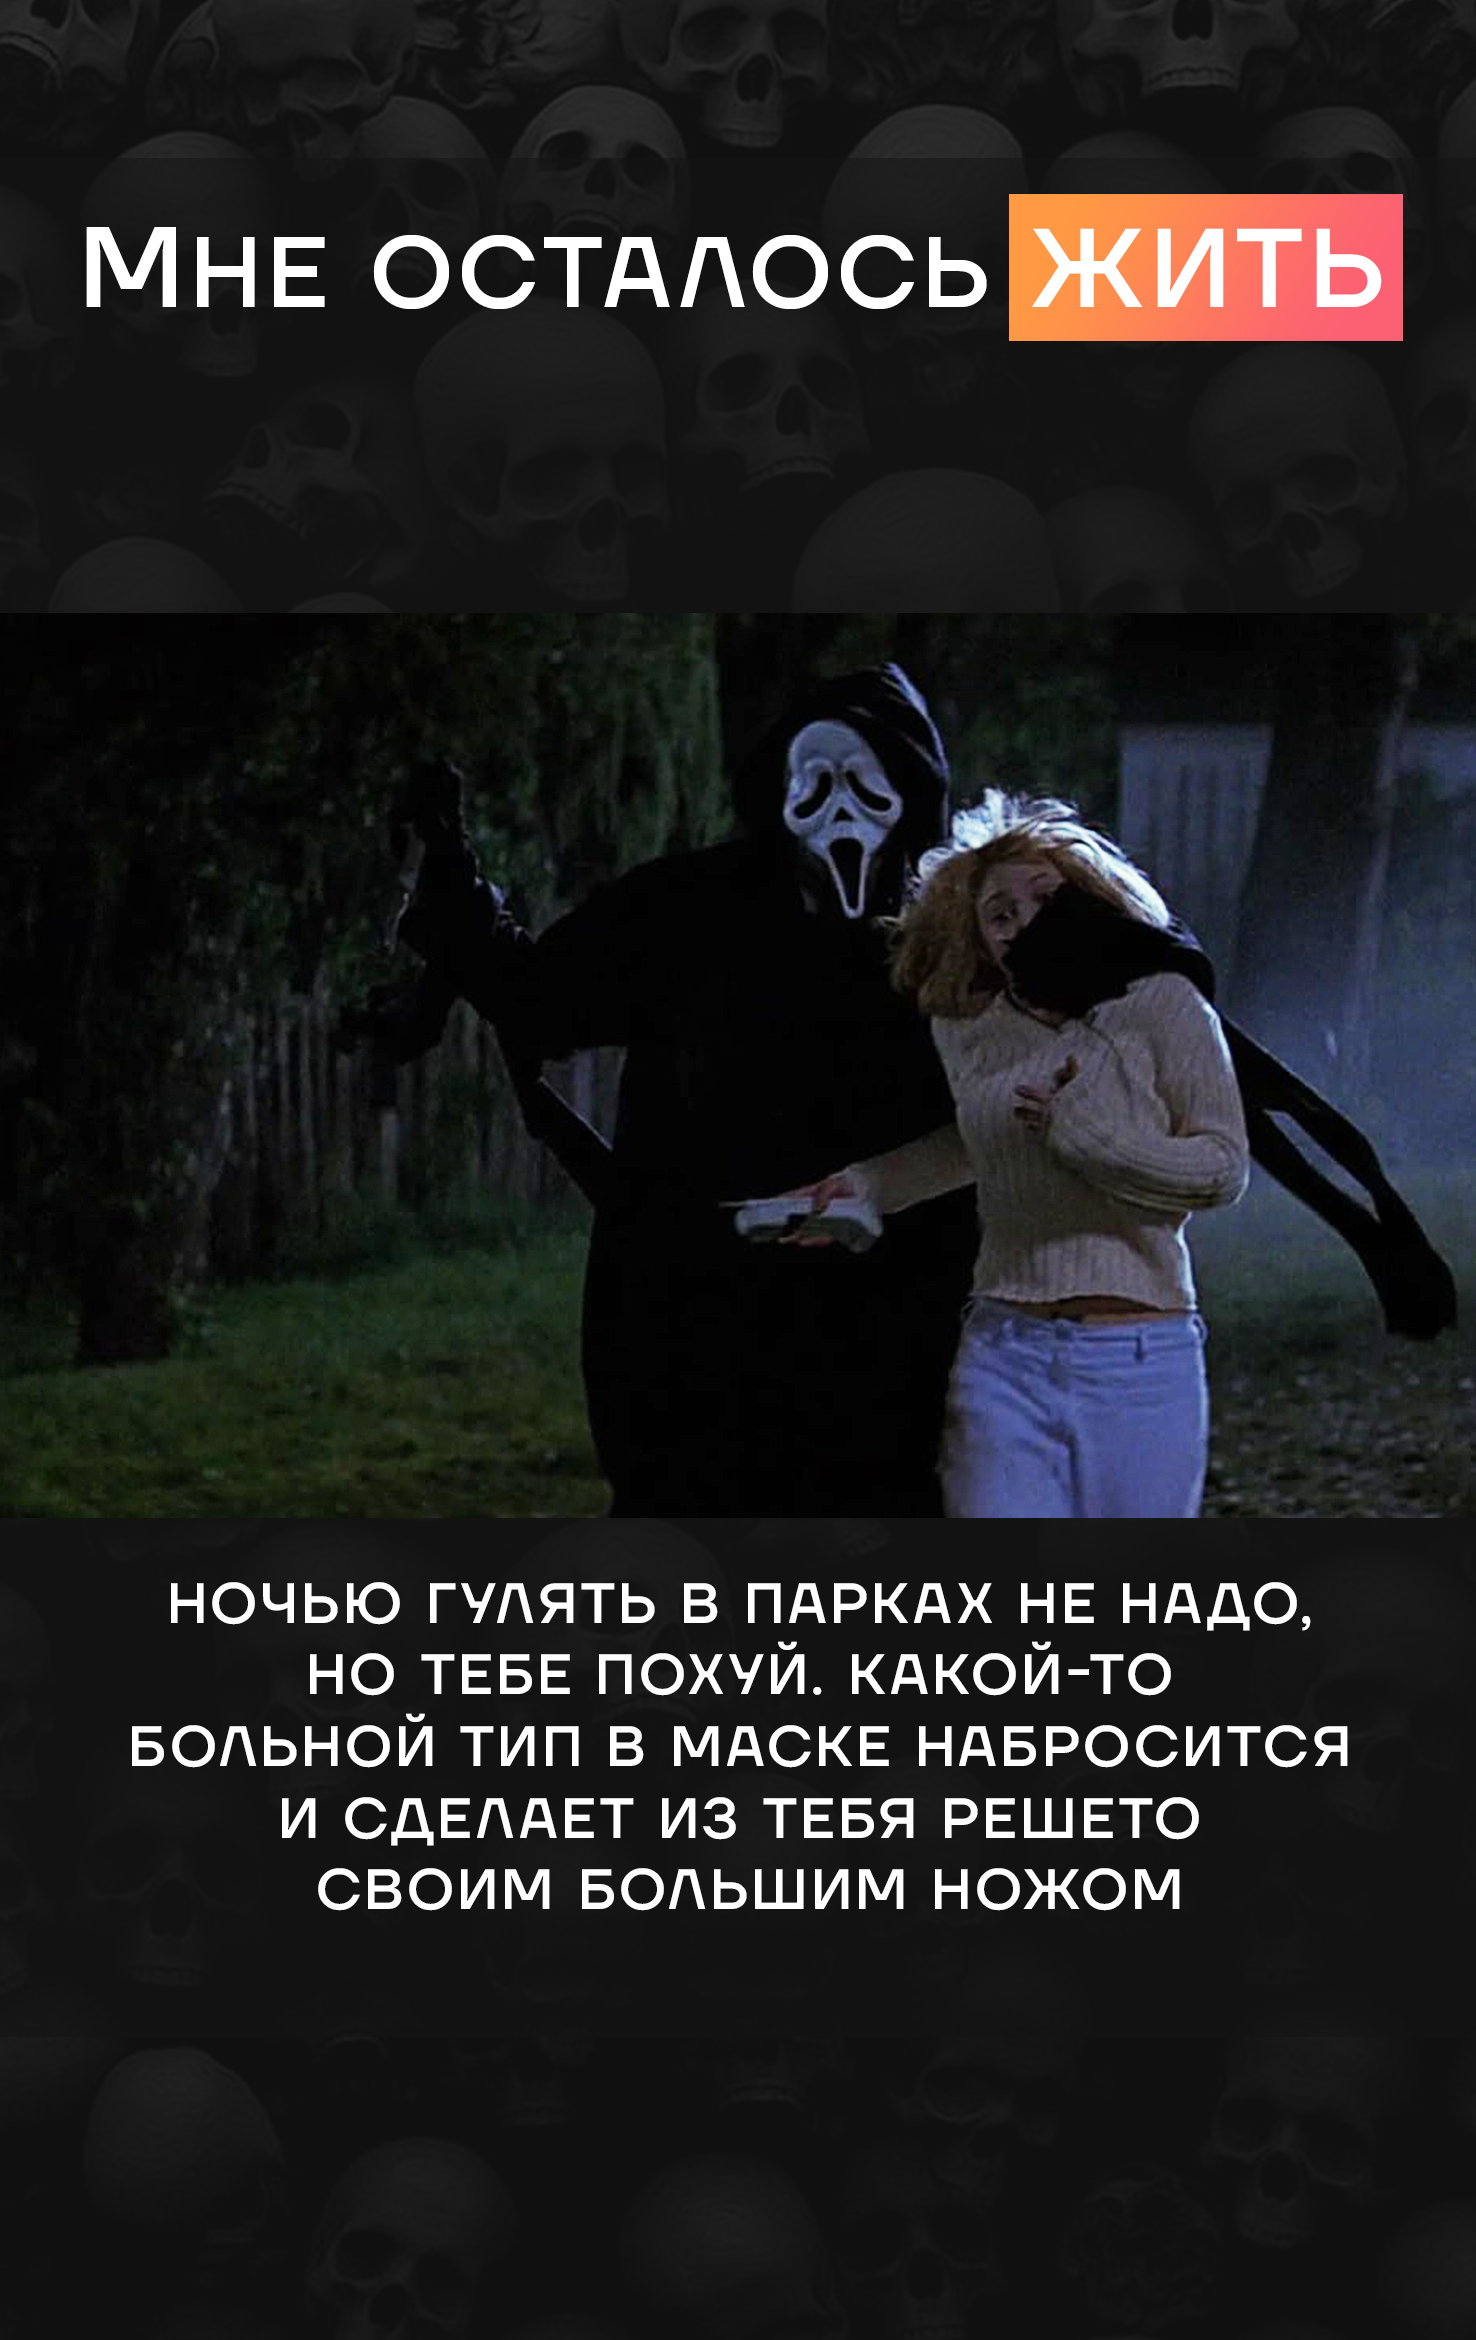 Мне осталось жить
ночью гулять в парках не надо,
но тебе похуй. какой-то
больной тип в маске набросится
и сделает из тебя решето
своим большим ножом